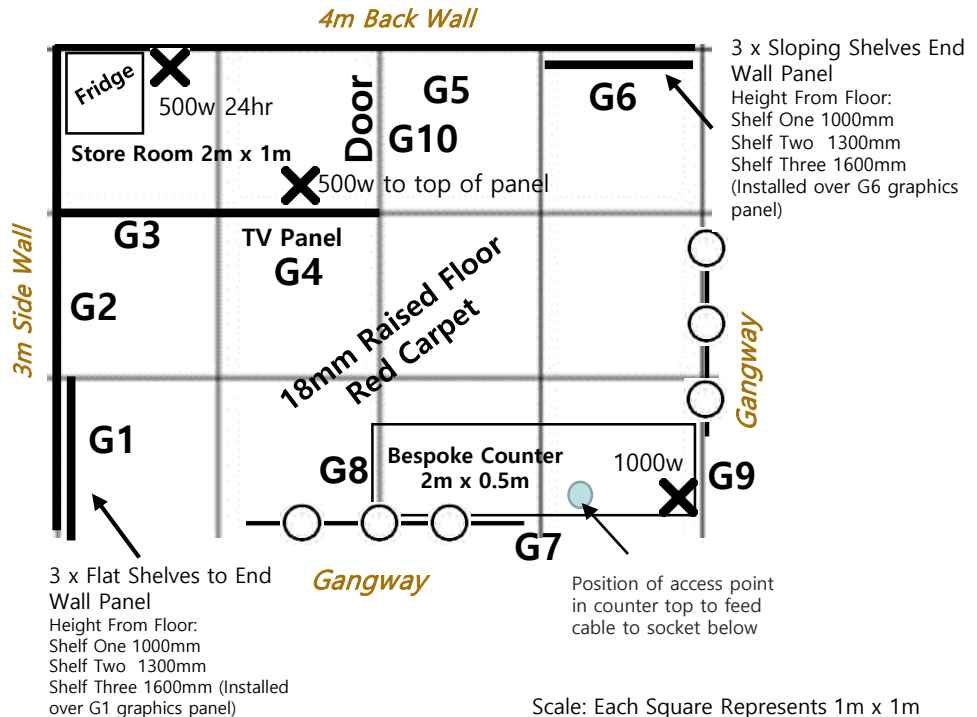 4m Back Wall
3 x Sloping Shelves End
Wall Panel
Height From Floor:
Shelf One 1000mm
Shelf Two 1300mm
Shelf Three 1600mm
(Installed over G6 graphics
panel)
Fridge
500w 24hr
Door
G5
G6
G10
Store Room 2m x 1m
500w to top of panel
G3
TV Panel
G4
3m Side Wall
G2
18mm Raised Floor
Red Carpet
Gangway
G1
G8
Bespoke Counter
2m x 0.5m
1000w
G9
G7
Gangway
3 x Flat Shelves to End
Wall Panel
Height From Floor:
Shelf One 1000mm
Shelf Two 1300mm
Shelf Three 1600mm (Installed
over G1 graphics panel)
Position of access point
in counter top to feed
cable to socket below
Scale: Each Square Represents 1m x 1m